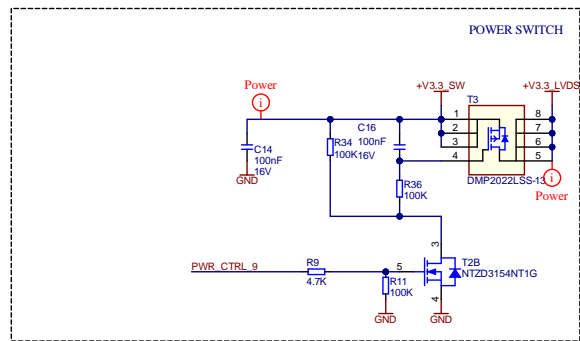 POWER SWITCH
+V3.3_SW
+V3.3_LVDS
Power
i
T3
1
8
2
7
3
6
4
5
C14
100nF
16V
GND
R34
100K
C16
100nF
16V
R36
100K
DMP2022LSS-13
i
Power
3
PWR_CTRL_9
R9
4.7K
5
R11
100K
T2B
NTZD3154NT1G
4
GND
GND